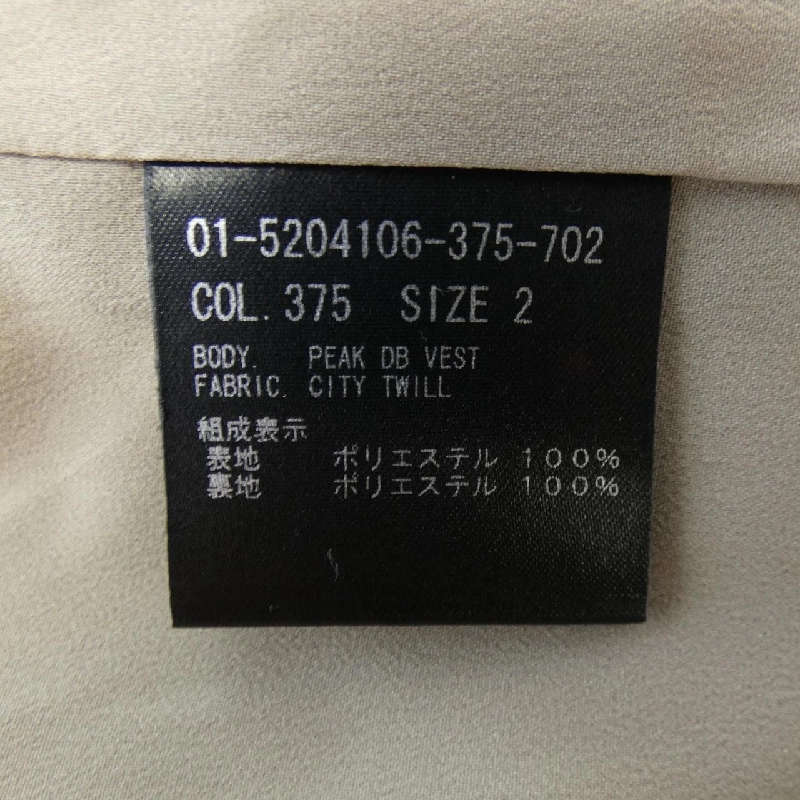 01-5204106-375-702
COL. 375 SIZE 2
BODY. PEAK DB VEST
FABRIC. CITY TWILL
組成表示
表地 ポリエステル 100%
裏地 ポリエステル 100%